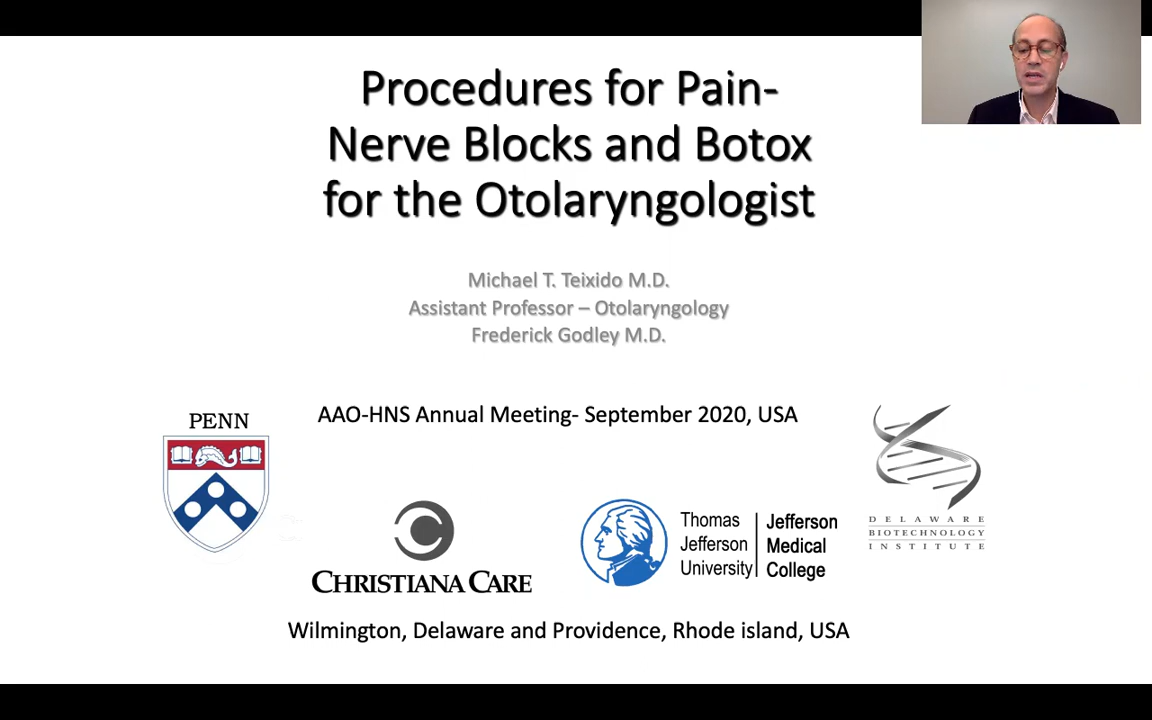 Procedures for Pain-
Nerve Blocks and Botox
for the Otolaryngologist
Michael T. Teixido M.D.
Assistant Professor – Otolaryngology
Frederick Godley M.D.
AAO-HNS Annual Meeting- September 2020, USA
PENN
CHRISTIANA CARE
Thomas
Jefferson
University
Jefferson
Medical
College
DELAWARE
BIOTECHNOLOGY
INSTITUTE
Wilmington, Delaware and Providence, Rhode island, USA